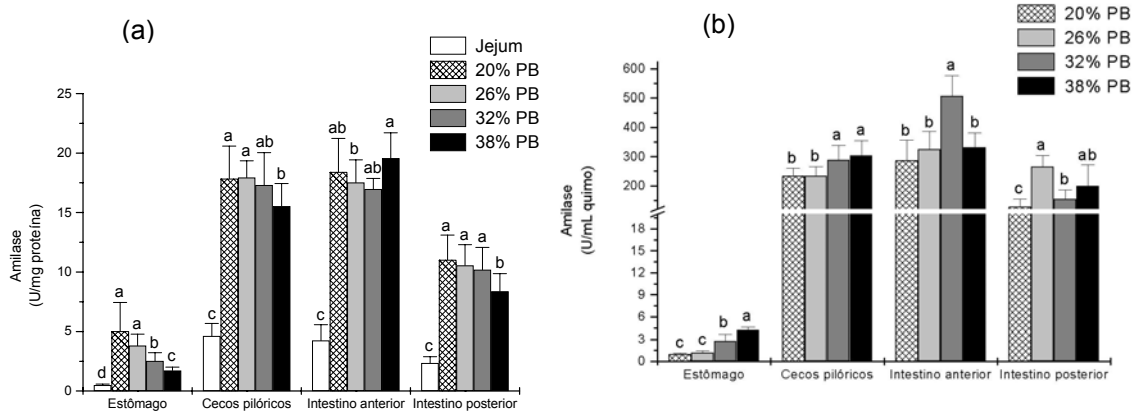 (a)
Jejum
20% PB
26% PB
32% PB
38% PB
Amilase
(U/mg proteína)
25
20
15
10
5
0
d a a b c
c a a ab b
c ab b ab a
c a a a b
Estômago Cecos pilóricos Intestino anterior Intestino posterior
(b)
20% PB
26% PB
32% PB
38% PB
Amilase
(U/mL quimo)
600
500
400
300
200
18
15
12
9
6
3
0
c c b a
b b a a
b b a b
c a b ab
Estômago Cecos pilóricos Intestino anterior Intestino posterior